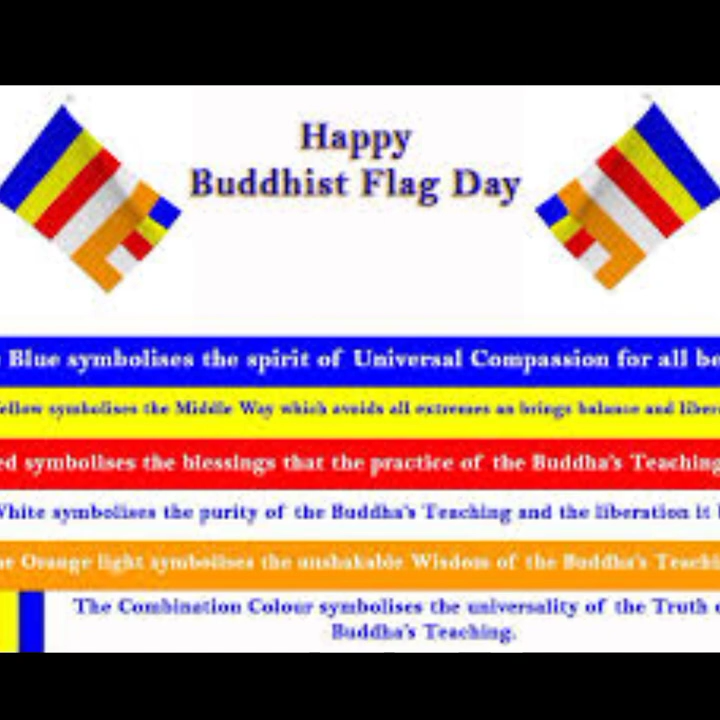 Happy
Buddhist Flag Day
Blue symbolises the spirit of Universal Compassion for all be
ellow symbolises the Middle Way which avoids all extremes an brings balance and liber
ed symbolises the blessings that the practice of the Buddha's Teaching
White symbolises the purity of the Buddha's Teaching and the liberation it
e Orange light symbolises the unshakable Wisdom of the Buddha's Teachi
The Combination Colour symbolises the universality of the Truth
Buddha's Teaching.